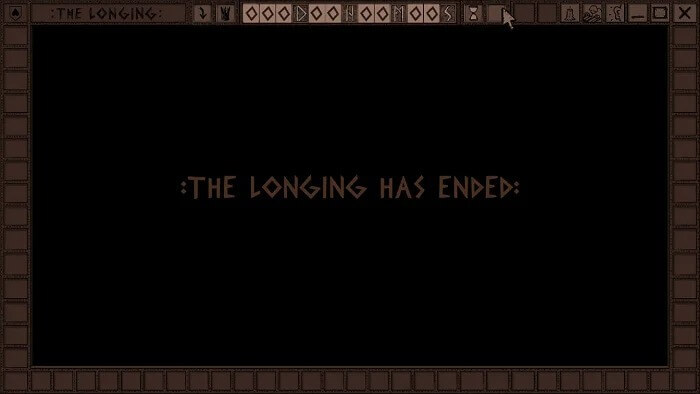 :THE LONGING:
◇◇◇D◇◇H◇◇M◇◇S
:THE LONGING HAS ENDED: